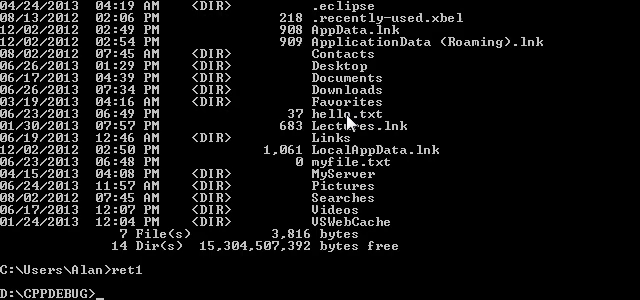 04/24/2013 04:19 AM <DIR> .eclipse
08/13/2012 02:06 PM 218 .recently-used.xbel
12/02/2012 02:49 PM 908 AppData.lnk
12/02/2012 02:54 PM 909 ApplicationData (Roaming).lnk
08/02/2012 07:45 AM <DIR> Contacts
06/26/2013 01:29 PM <DIR> Desktop
06/17/2013 04:39 PM <DIR> Documents
06/26/2013 07:34 PM <DIR> Downloads
03/19/2013 04:16 AM <DIR> Favorites
06/23/2013 06:49 PM 37 hello.txt
01/30/2013 07:57 PM 683 Lectures.lnk
06/19/2013 12:46 AM <DIR> Links
12/02/2012 02:50 PM 1,061 LocalAppData.lnk
06/23/2013 06:48 PM 0 myfile.txt
04/15/2013 04:08 PM <DIR> MyServer
06/24/2013 11:57 AM <DIR> Pictures
08/02/2012 07:45 AM <DIR> Searches
06/17/2013 12:07 PM <DIR> Videos
01/24/2013 12:04 PM <DIR> VSWebCache
7 File(s) 3,816 bytes
14 Dir(s) 15,304,507,392 bytes free
C:\Users\Alan>ret1
D:\CPPDEBUG>_